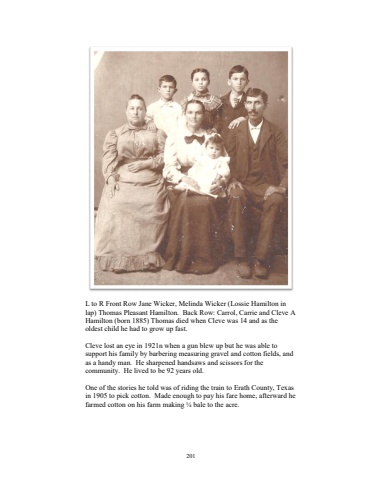 L to R Front Row Jane Wicker, Melinda Wicker (Lossie Hamilton in
lap) Thomas Pleasant Hamilton.  Back Row: Carrol, Carrie and Cleve A
Hamilton (born 1885) Thomas died when Cleve was 14 and as the
oldest child he had to grow up fast.
Cleve lost an eye in 1921n when a gun blew up but he was able to
support his family by barbering measuring gravel and cotton fields, and
as a handy man.  He sharpened handsaws and scissors for the
community.  He lived to be 92 years old.
One of the stories he told was of riding the train to Erath County, Texas
in 1905 to pick cotton.  Made enough to pay his fare home, afterward he
farmed cotton on his farm making ¼ bale to the acre.
201